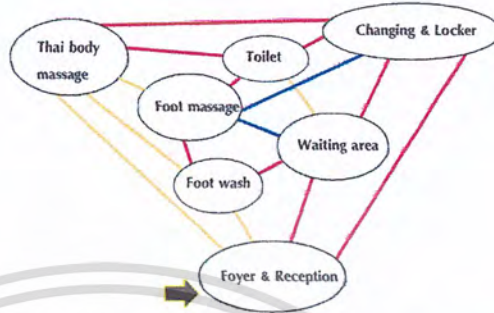 Changing & Locker
Thai body
massage
Toilet
Foot massage
Waiting area
Foot wash
Foyer & Reception